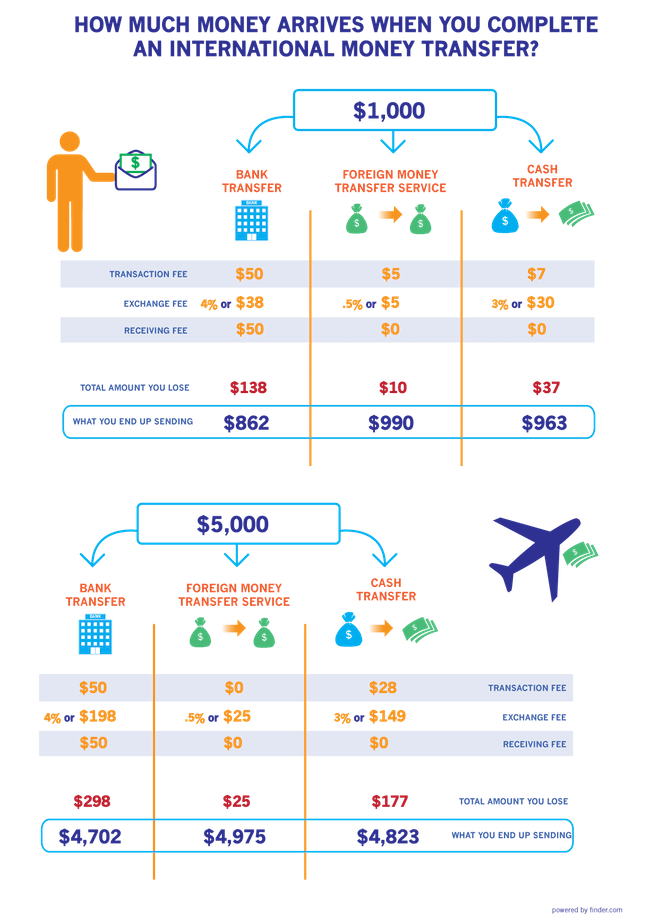 HOW MUCH MONEY ARRIVES WHEN YOU COMPLETE
AN INTERNATIONAL MONEY TRANSFER?
$1,000
$
BANK
TRANSFER
FOREIGN MONEY
TRANSFER SERVICE
CASH
TRANSFER
BANK
$ $
$ $
TRANSACTION FEE $50 $5 $7
EXCHANGE FEE 4% or $38 .5% or $5 3% or $30
RECEIVING FEE $50 $0 $0
TOTAL AMOUNT YOU LOSE $138 $10 $37
WHAT YOU END UP SENDING $862 $990 $963
$5,000
$
BANK
TRANSFER
FOREIGN MONEY
TRANSFER SERVICE
CASH
TRANSFER
BANK
$ $
$ $
$50 $0 $28 TRANSACTION FEE
4% or $198 .5% or $25 3% or $149 EXCHANGE FEE
$50 $0 $0 RECEIVING FEE
$298 $25 $177 TOTAL AMOUNT YOU LOSE
$4,702 $4,975 $4,823 WHAT YOU END UP SENDING
powered by finder.com